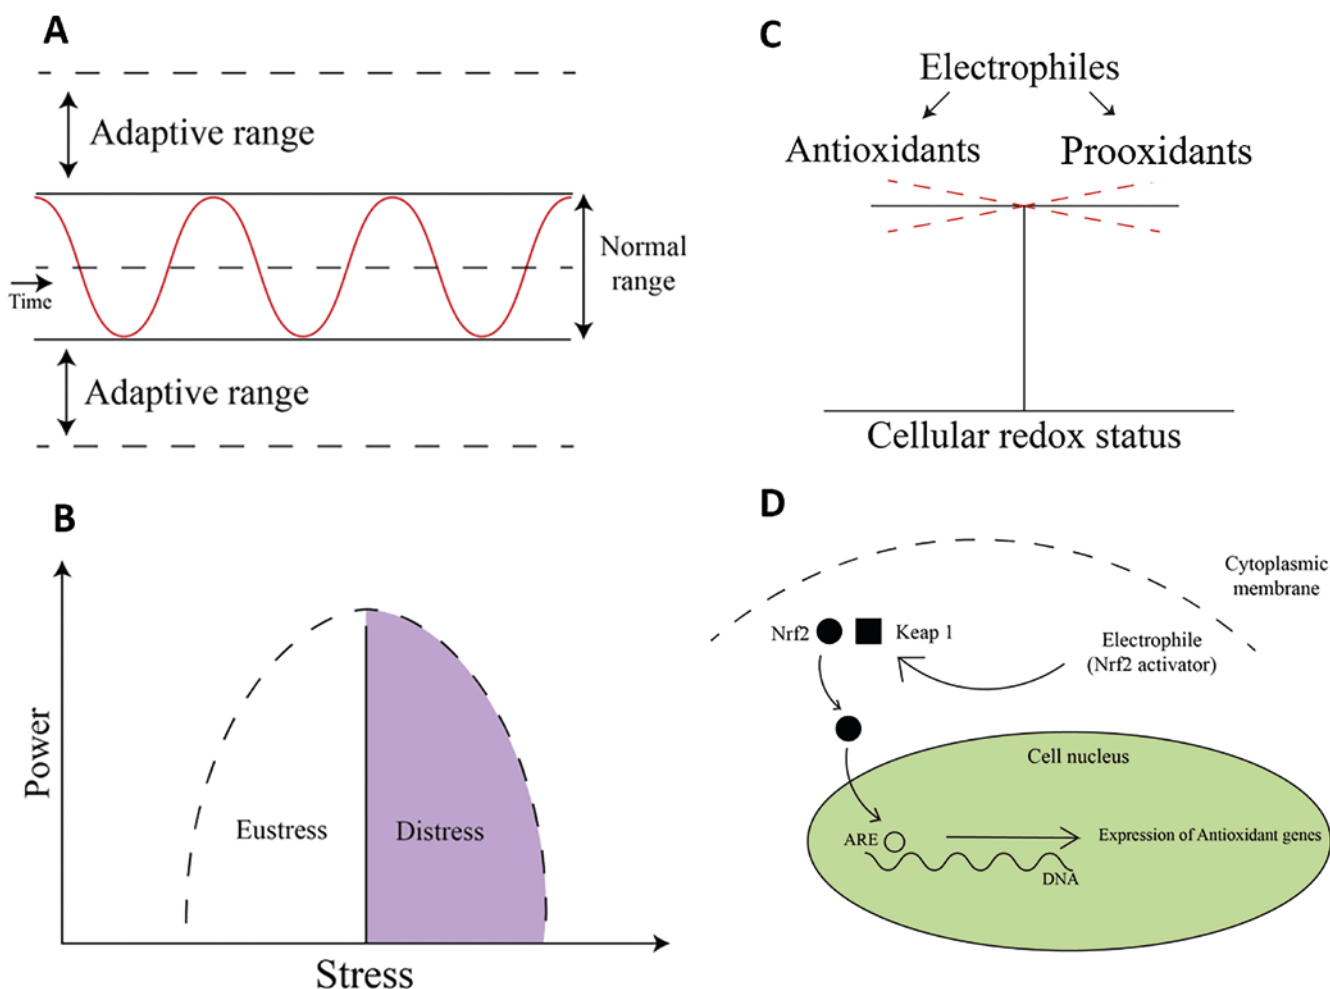 A
Adaptive range
Normal
range
Time
Adaptive range
B
Power
Eustress
Distress
Stress
C
Electrophiles
Antioxidants
Prooxidants
Cellular redox status
D
Cytoplasmic
membrane
Nrf2
Keap 1
Electrophile
(Nrf2 activator)
Cell nucleus
ARE
Expression of Antioxidant genes
DNA